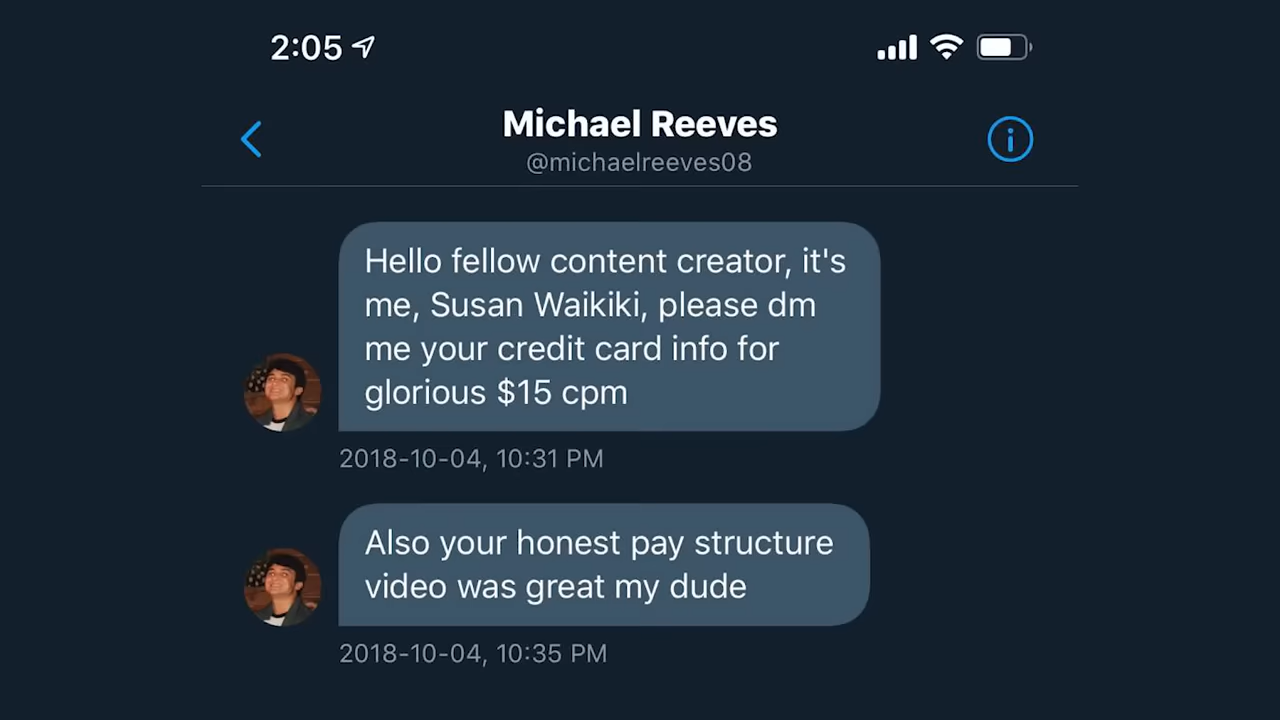 2:05
Michael Reeves
@michaelreeves08
Hello fellow content creator, it's
me, Susan Waikiki, please dm
me your credit card info for
glorious $15 cpm
2018-10-04, 10:31 PM
Also your honest pay structure
video was great my dude
2018-10-04, 10:35 PM